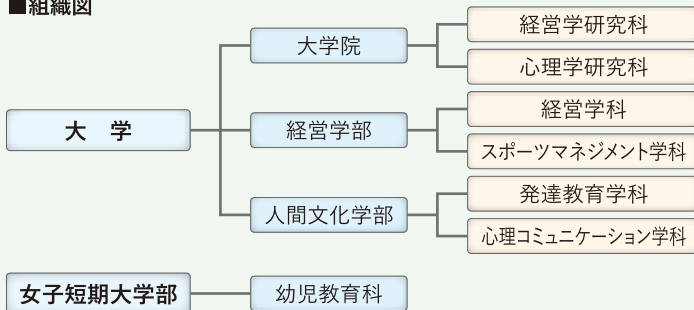 ■組織図
大学院
経営学研究科
心理学研究科
大　学
経営学部
経営学科
スポーツマネジメント学科
人間文化学部
発達教育学科
心理コミュニケーション学科
女子短期大学部
幼児教育科